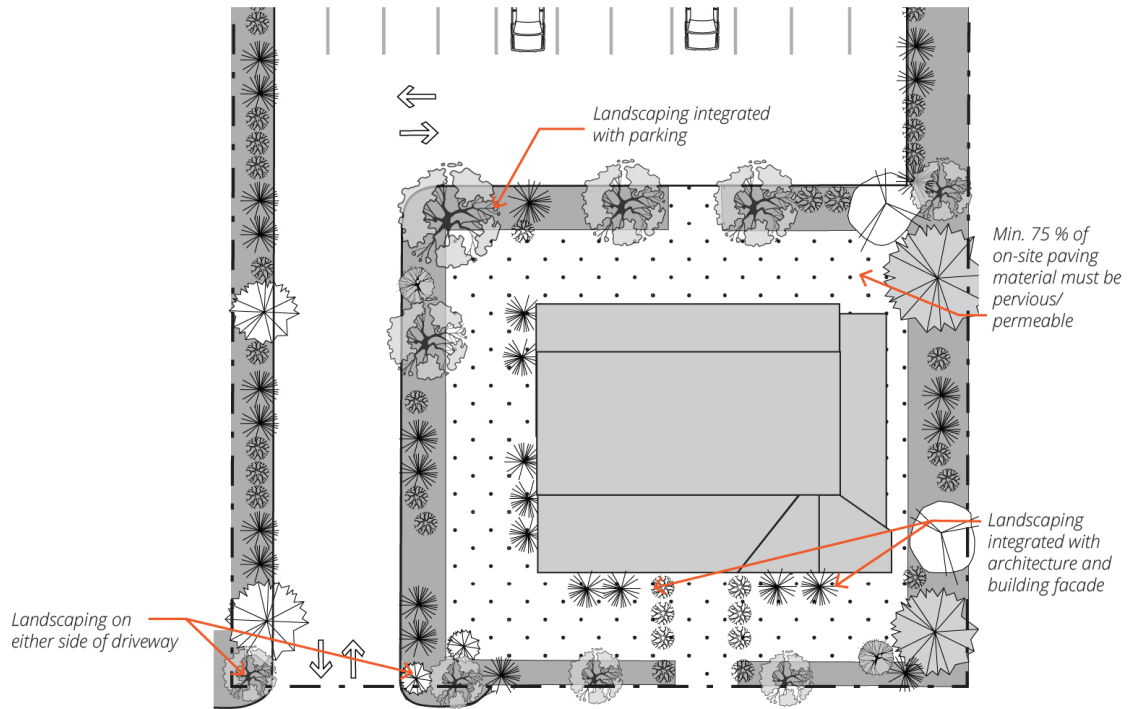 Landscaping integrated
with parking
Min. 75 % of
on-site paving
material must be
pervious/
permeable
Landscaping
integrated with
architecture and
building facade
Landscaping on
either side of driveway